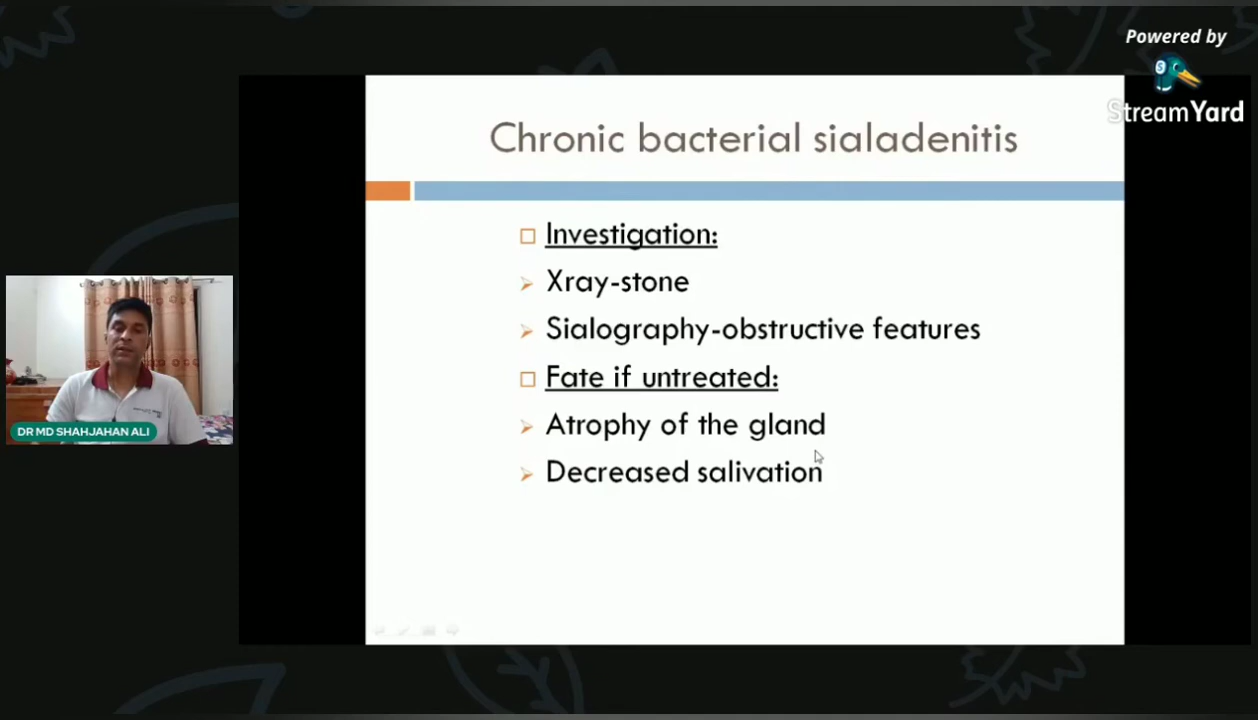 Powered by
StreamYard
Chronic bacterial sialadenitis
Investigation:
Xray-stone
Sialography-obstructive features
Fate if untreated:
Atrophy of the gland
Decreased salivation
DR MD SHAHJAHAN ALI